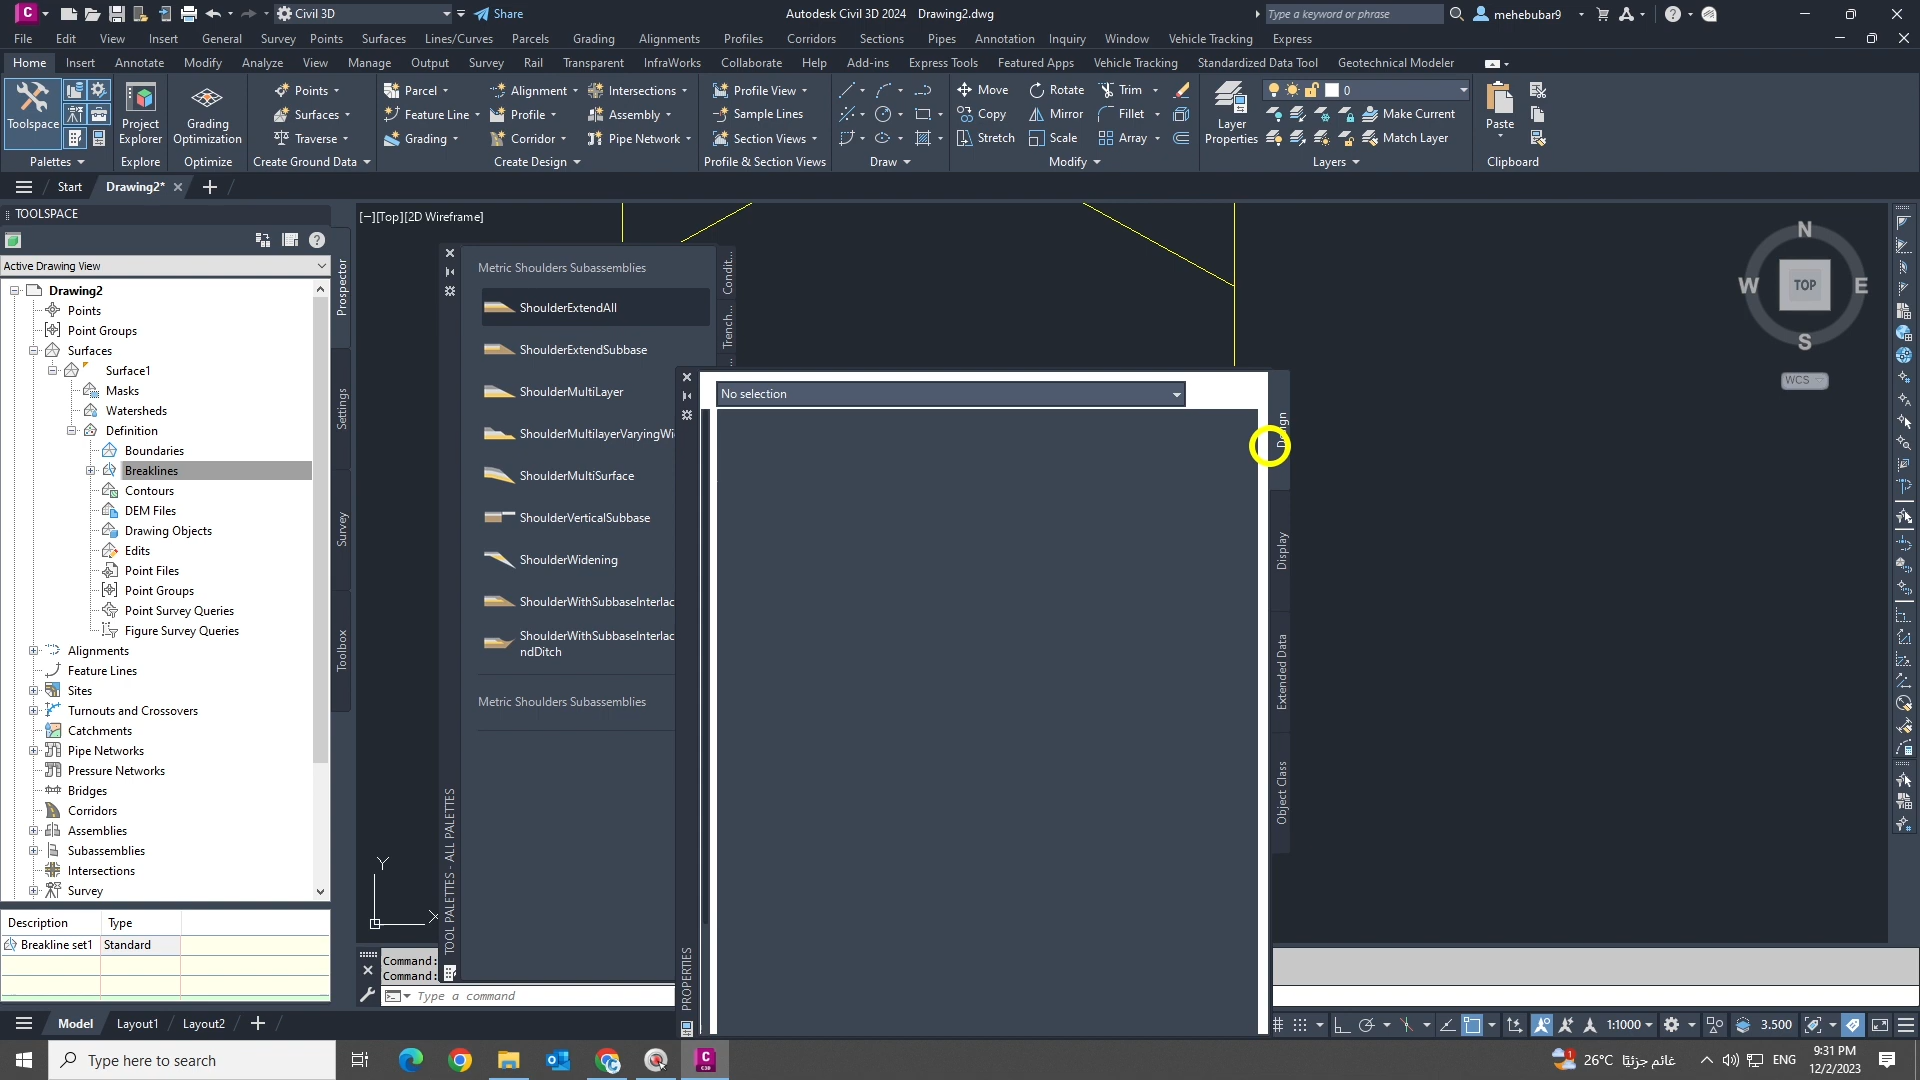 Civil 3D
Share
Autodesk Civil 3D 2024 Drawing2.dwg
Type a keyword or phrase
mehebubar9
File Edit View Insert General Survey Points Surfaces Lines/Curves Parcels Grading Alignments Profiles Corridors Sections Pipes Annotation Inquiry Window Vehicle Tracking Express
Home Insert Annotate Modify Analyze View Manage Output Survey Rail Transparent InfraWorks Collaborate Help Add-ins Express Tools Featured Apps Vehicle Tracking Standardized Data Tool Geotechnical Modeler
Points Parcel Alignment Intersections Profile View Move Rotate Trim 0
Toolspace Project Explorer Grading Optimization Surfaces Feature Line Profile Assembly Sample Lines Copy Mirror Fillet Layer Properties Make Current Paste
Traverse Grading Corridor Pipe Network Section Views Stretch Scale Array Match Layer
Palettes Explore Optimize Create Ground Data Create Design Profile & Section Views Draw Modify Layers Clipboard
Start Drawing2*
TOOLSPACE
Active Drawing View
Drawing2
Points
Point Groups
Surfaces
Surface1
Masks
Watersheds
Definition
Boundaries
Breaklines
Contours
DEM Files
Drawing Objects
Edits
Point Files
Point Groups
Point Survey Queries
Figure Survey Queries
Alignments
Feature Lines
Sites
Turnouts and Crossovers
Catchments
Pipe Networks
Pressure Networks
Bridges
Corridors
Assemblies
Subassemblies
Intersections
Survey
Prospector
Settings
Survey
Toolbox
Description Type
Breakline set1 Standard
[−][Top][2D Wireframe]
Metric Shoulders Subassemblies
ShoulderExtendAll
ShoulderExtendSubbase
ShoulderMultiLayer
ShoulderMultilayerVaryingWi
ShoulderMultiSurface
ShoulderVerticalSubbase
ShoulderWidening
ShoulderWithSubbaseInterlac
ShoulderWithSubbaseInterlac
ndDitch
Metric Shoulders Subassemblies
Condit...
Trench...
TOOL PALETTES - ALL PALETTES
No selection
Design
Display
Extended Data
Object Class
PROPERTIES
N
W TOP E
S
WCS
Y
X
Command:
Command:
Type a command
Model Layout1 Layout2
1:1000 3.500
Type here to search
26°C غائم جزئيًا
ENG
9:31 PM
12/2/2023